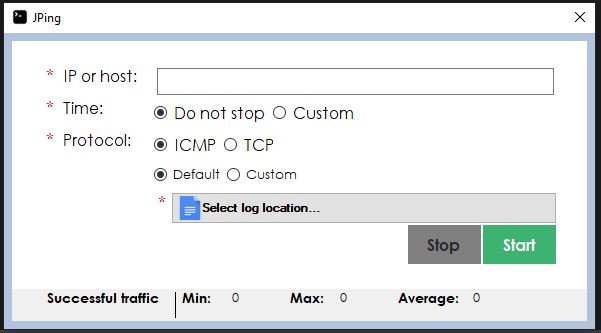 JPing
* IP or host:
* Time: Do not stop Custom
* Protocol: ICMP TCP
Default Custom
* Select log location...
Stop Start
Successful traffic Min: 0 Max: 0 Average: 0